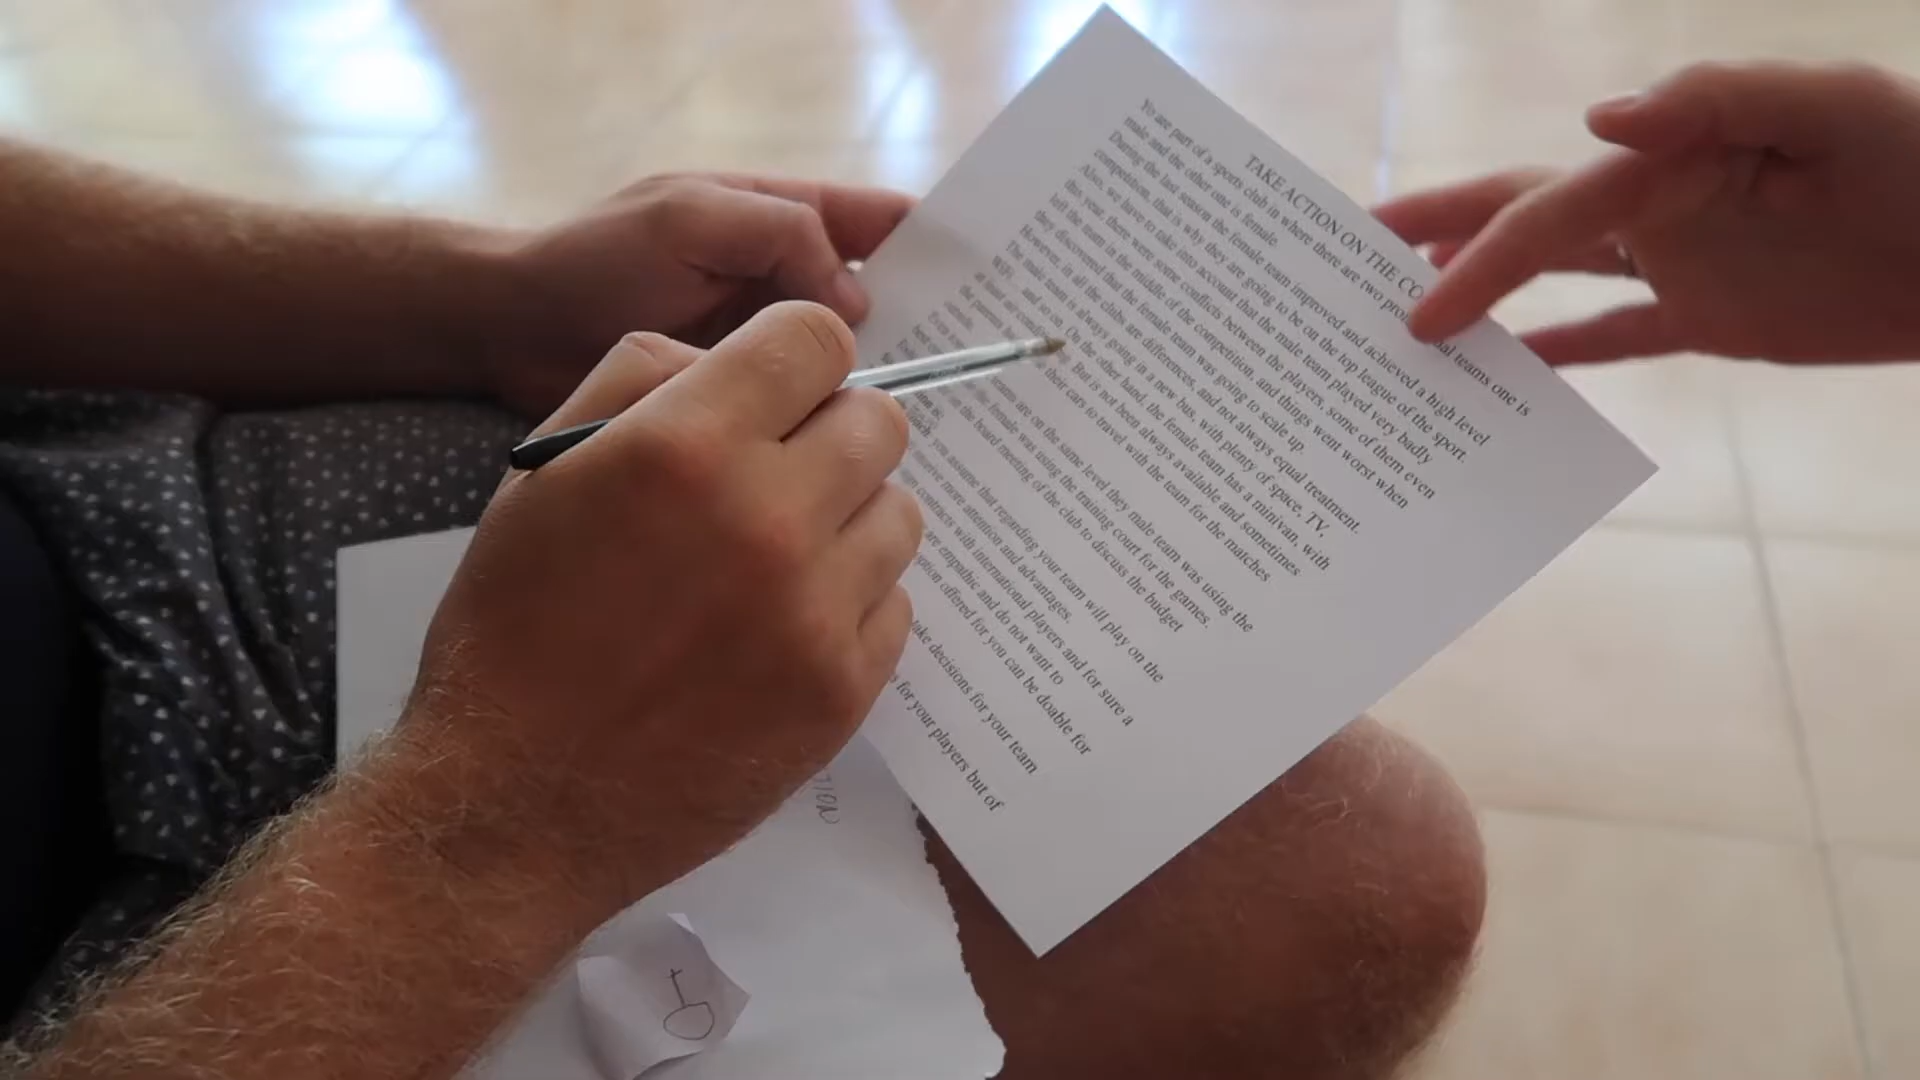 TAKE ACTION ON THE CO
Yo are part of a sports club in where there are two pro nal teams one is
male and the other one is female.
During the last season the female team improved and achieved a high level
competition, that is why they are going to be on the top league of the sport.
Also, we have to take into account that the male team played very badly
this year, there were some conflicts between the players, some of them even
left the team in the middle of the competition, and things went worst when
they discovered that the female team was going to scale up.
However, in all the clubs are differences, and not always equal treatment.
The male team is always going in a new bus, with plenty of space, TV,
Wifi, and so on. On the other hand, the female team has a minivan, with
But is not been always available and sometimes
their cars to travel with the team for the matches
teams are on the same level they male team was using the
female was using the training court for the games.
the board meeting of the club to discuss the budget
you assume that regarding your team will play on the
receive more attention and advantages.
contracts with international players and for sure a
are empathic and do not want to
option offered for you can be doable for
take decisions for your team
s for your players but of
TION